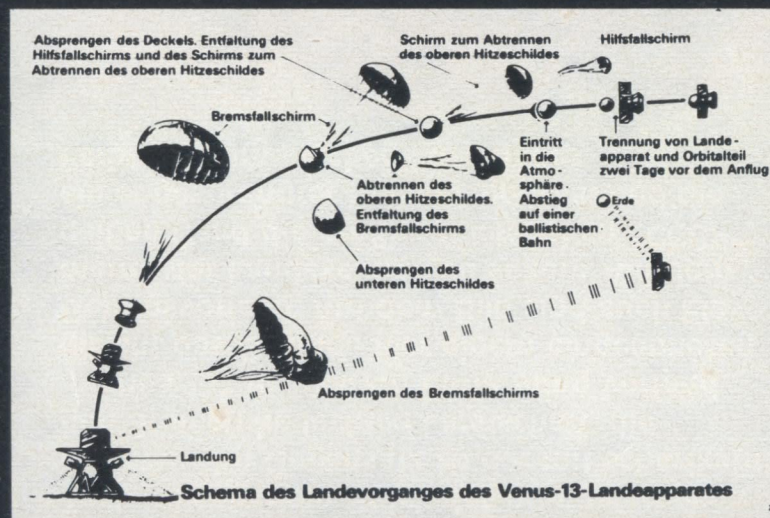 Absprengen des Deckels. Entfaltung des
Hilfsfallschirms und des Schirms zum
Abtrennen des oberen Hitzeschildes
Schirm zum Abtrennen
des oberen Hitzeschildes
Hilfsfallschirm
Bremsfallschirm
Eintritt
in die
Atmo-
sphäre.
Abstieg
auf einer
ballistischen
Bahn
Trennung von Lande-
apparat und Orbitalteil
zwei Tage vor dem Anflug
Erde
Abtrennen des
oberen Hitzeschildes.
Entfaltung des
Bremsfallschirms
Absprengen des
unteren Hitzeschildes
Absprengen des Bremsfallschirms
Landung
Schema des Landevorganges des Venus-13-Landeapparates